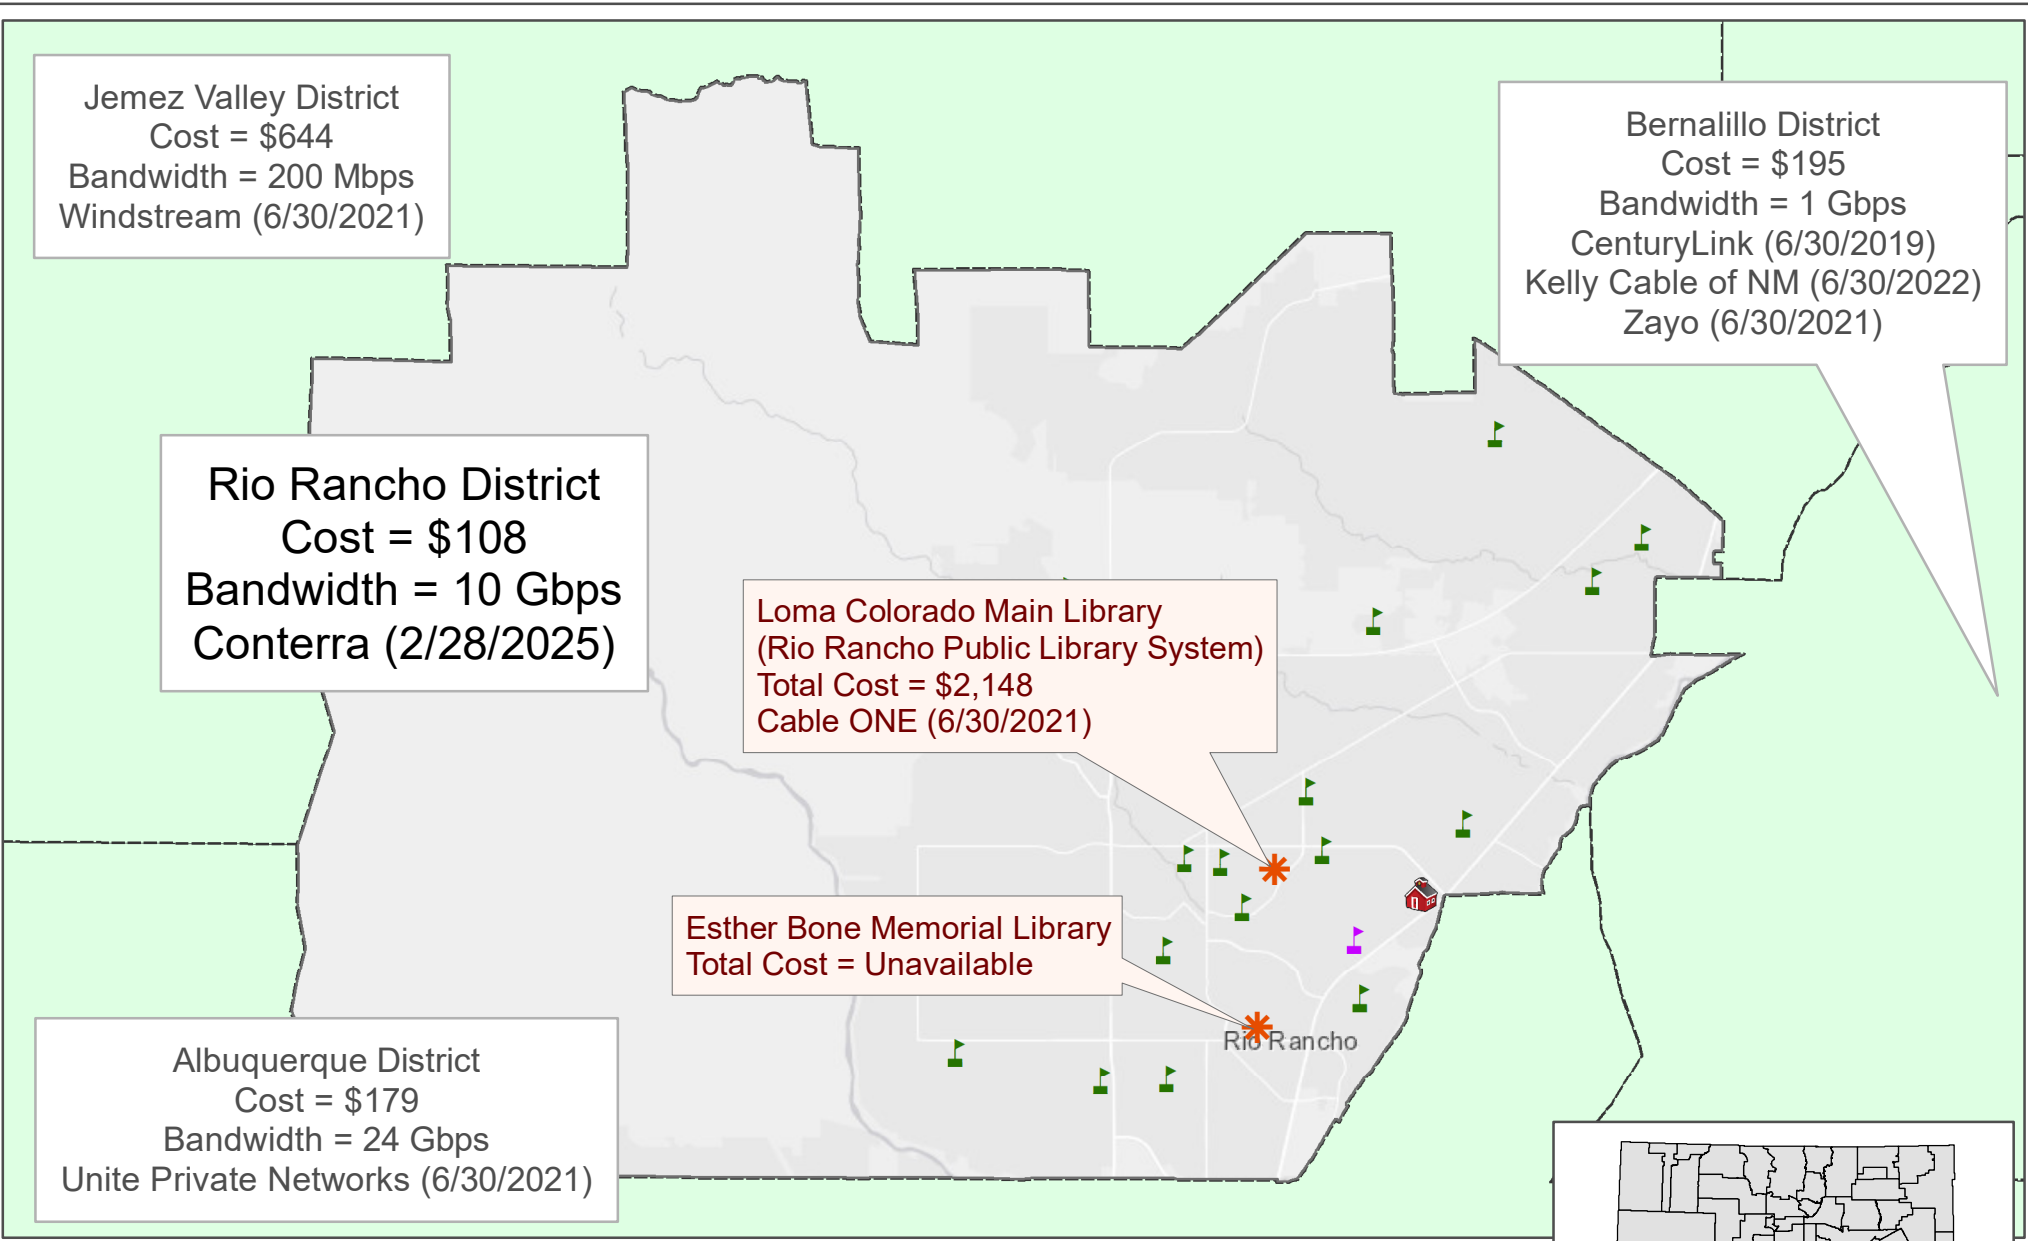 Jemez Valley District
Cost = $644
Bandwidth = 200 Mbps
Windstream (6/30/2021)
Bernalillo District
Cost = $195
Bandwidth = 1 Gbps
CenturyLink (6/30/2019)
Kelly Cable of NM (6/30/2022)
Zayo (6/30/2021)
Rio Rancho District
Cost = $108
Bandwidth = 10 Gbps
Conterra (2/28/2025)
Loma Colorado Main Library
(Rio Rancho Public Library System)
Total Cost = $2,148
Cable ONE (6/30/2021)
Esther Bone Memorial Library
Total Cost = Unavailable
Rio Rancho
Albuquerque District
Cost = $179
Bandwidth = 24 Gbps
Unite Private Networks (6/30/2021)